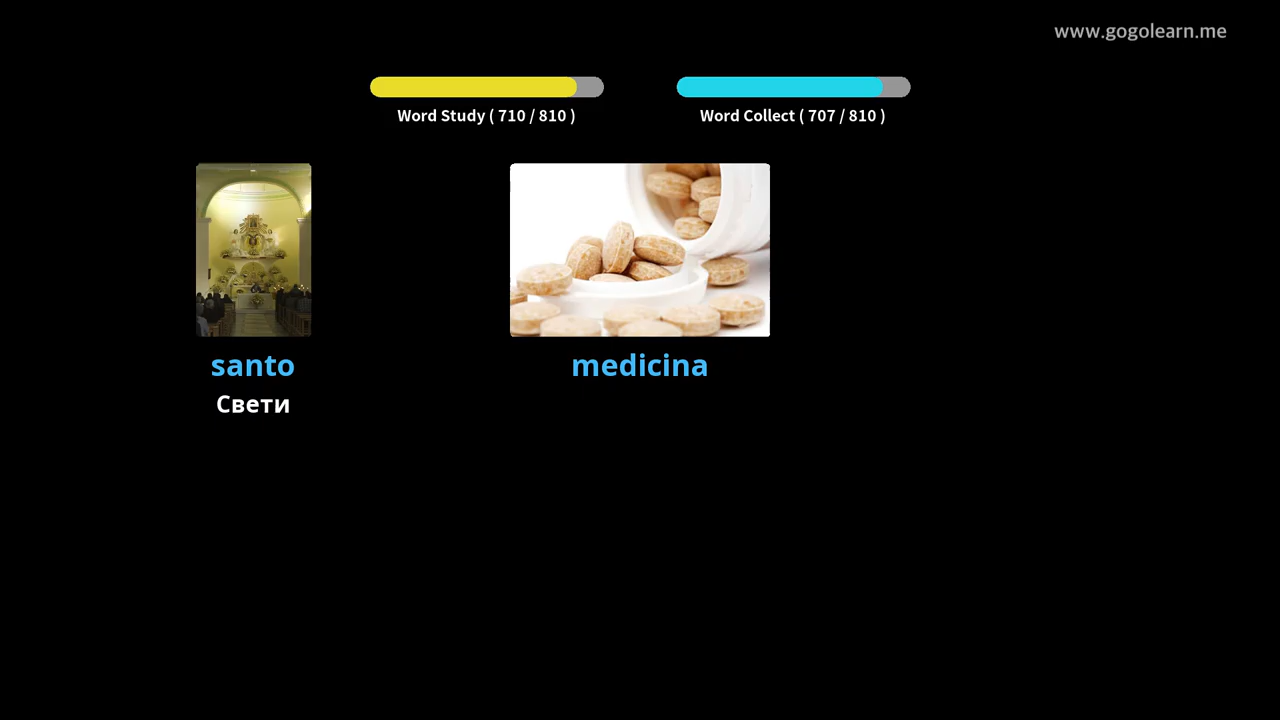 www.gogolearn.me
Word Study ( 710 / 810 )
Word Collect ( 707 / 810 )
santo
medicina
Свети